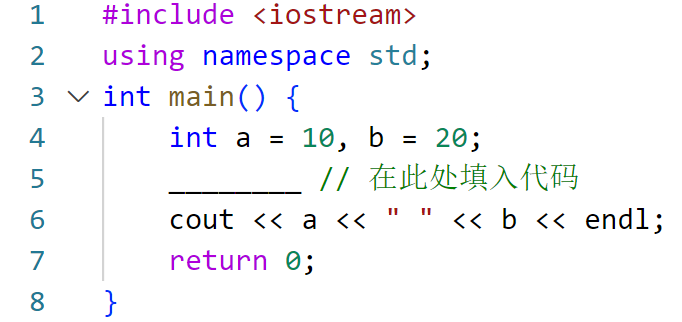 1 #include <iostream>
2 using namespace std;
3 int main() {
4 int a = 10, b = 20;
5 ________ // 在此处填入代码
6 cout << a << " " << b << endl;
7 return 0;
8 }